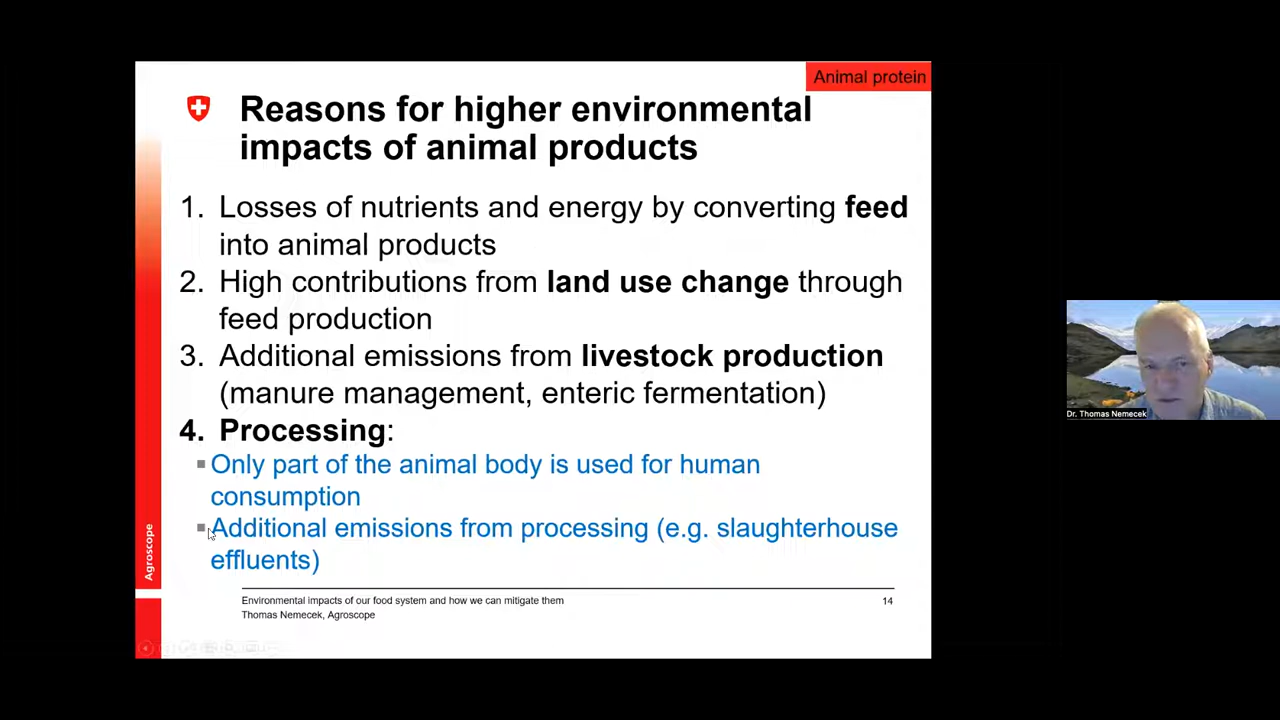 Animal protein
Reasons for higher environmental
impacts of animal products
1. Losses of nutrients and energy by converting feed
into animal products
2. High contributions from land use change through
feed production
3. Additional emissions from livestock production
(manure management, enteric fermentation)
4. Processing:
Only part of the animal body is used for human
consumption
Additional emissions from processing (e.g. slaughterhouse
effluents)
Agroscope
Environmental impacts of our food system and how we can mitigate them
14
Thomas Nemecek, Agroscope
Dr. Thomas Nemecek